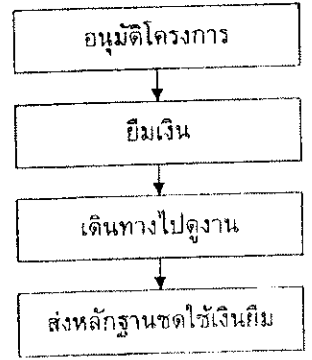 อนุมัติโครงการ
ยืมเงิน
เดินทางไปดูงาน
ส่งหลักฐานชดใช้เงินยืม